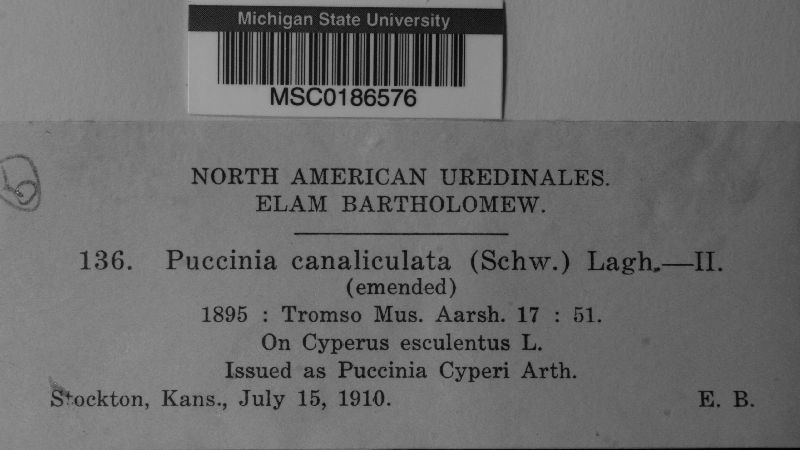 Michigan State University
MSC0186576
6
NORTH AMERICAN UREDINALES.
ELAM BARTHOLOMEW.
136. Puccinia canaliculata (Schw.) Lagh.—II.
(emended)
1895 : Tromso Mus. Aarsh. 17 : 51.
On Cyperus esculentus L.
Issued as Puccinia Cyperi Arth.
Stockton, Kans., July 15, 1910. E. B.